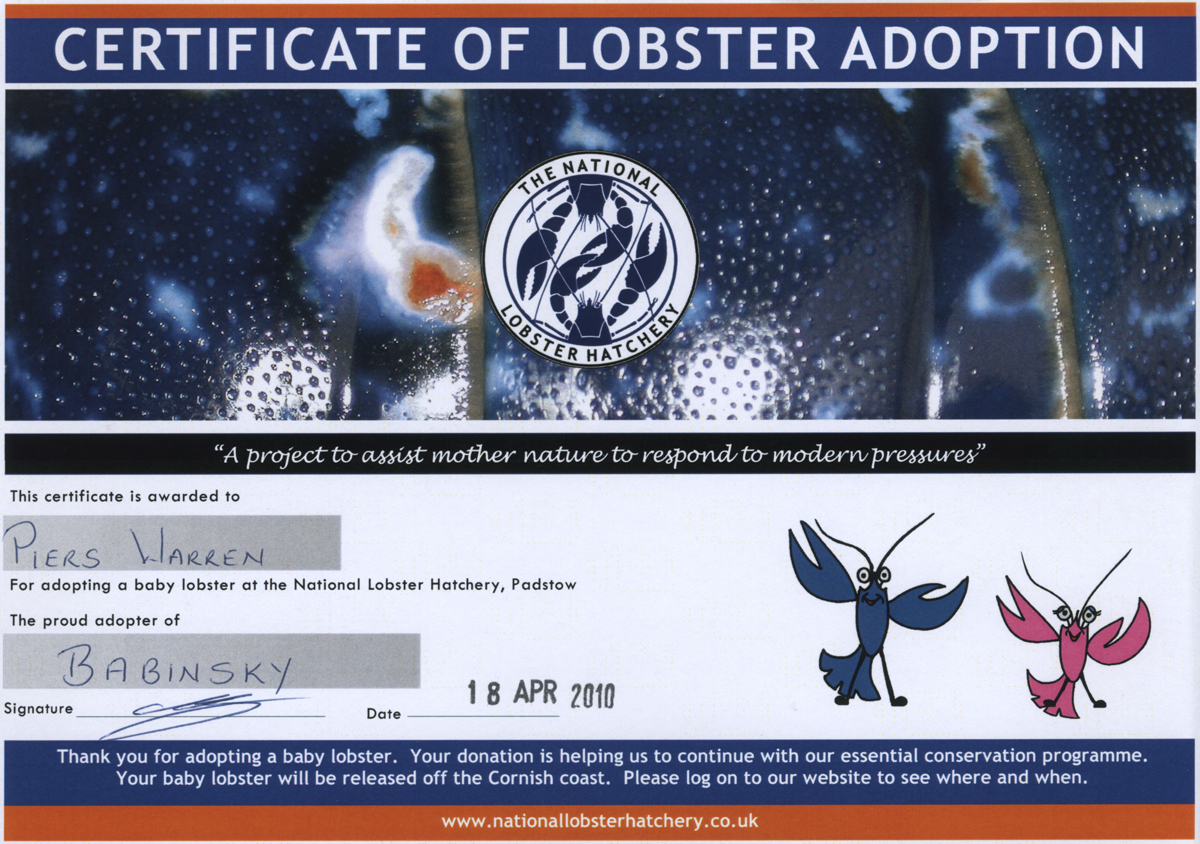 CERTIFICATE OF LOBSTER ADOPTION
THE NATIONAL
LOBSTER HATCHERY
“A project to assist mother nature to respond to modern pressures”
This certificate is awarded to
PIERS WARREN
For adopting a baby lobster at the National Lobster Hatchery, Padstow
The proud adopter of
BABINSKY
Signature
Date 18 APR 2010
Thank you for adopting a baby lobster. Your donation is helping us to continue with our essential conservation programme.
Your baby lobster will be released off the Cornish coast. Please log on to our website to see where and when.
www.nationallobsterhatchery.co.uk